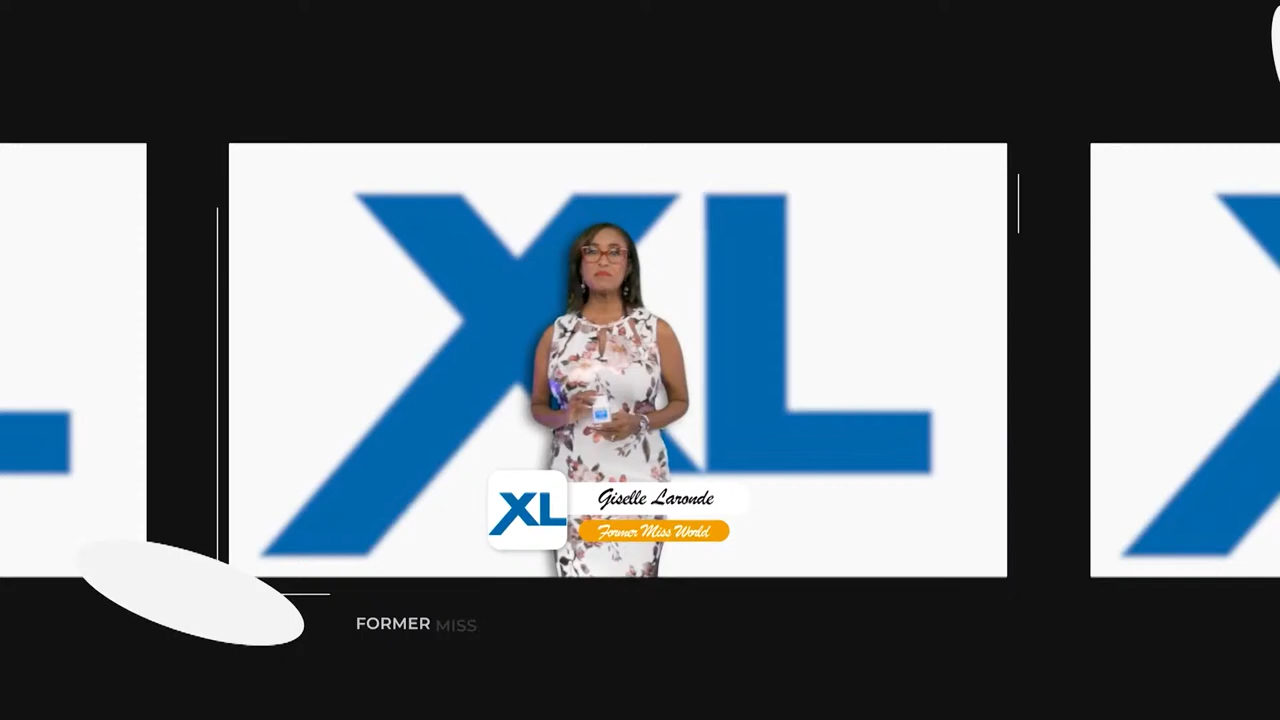 XL
XL
Giselle Laronde
Former Miss World
FORMER MISS